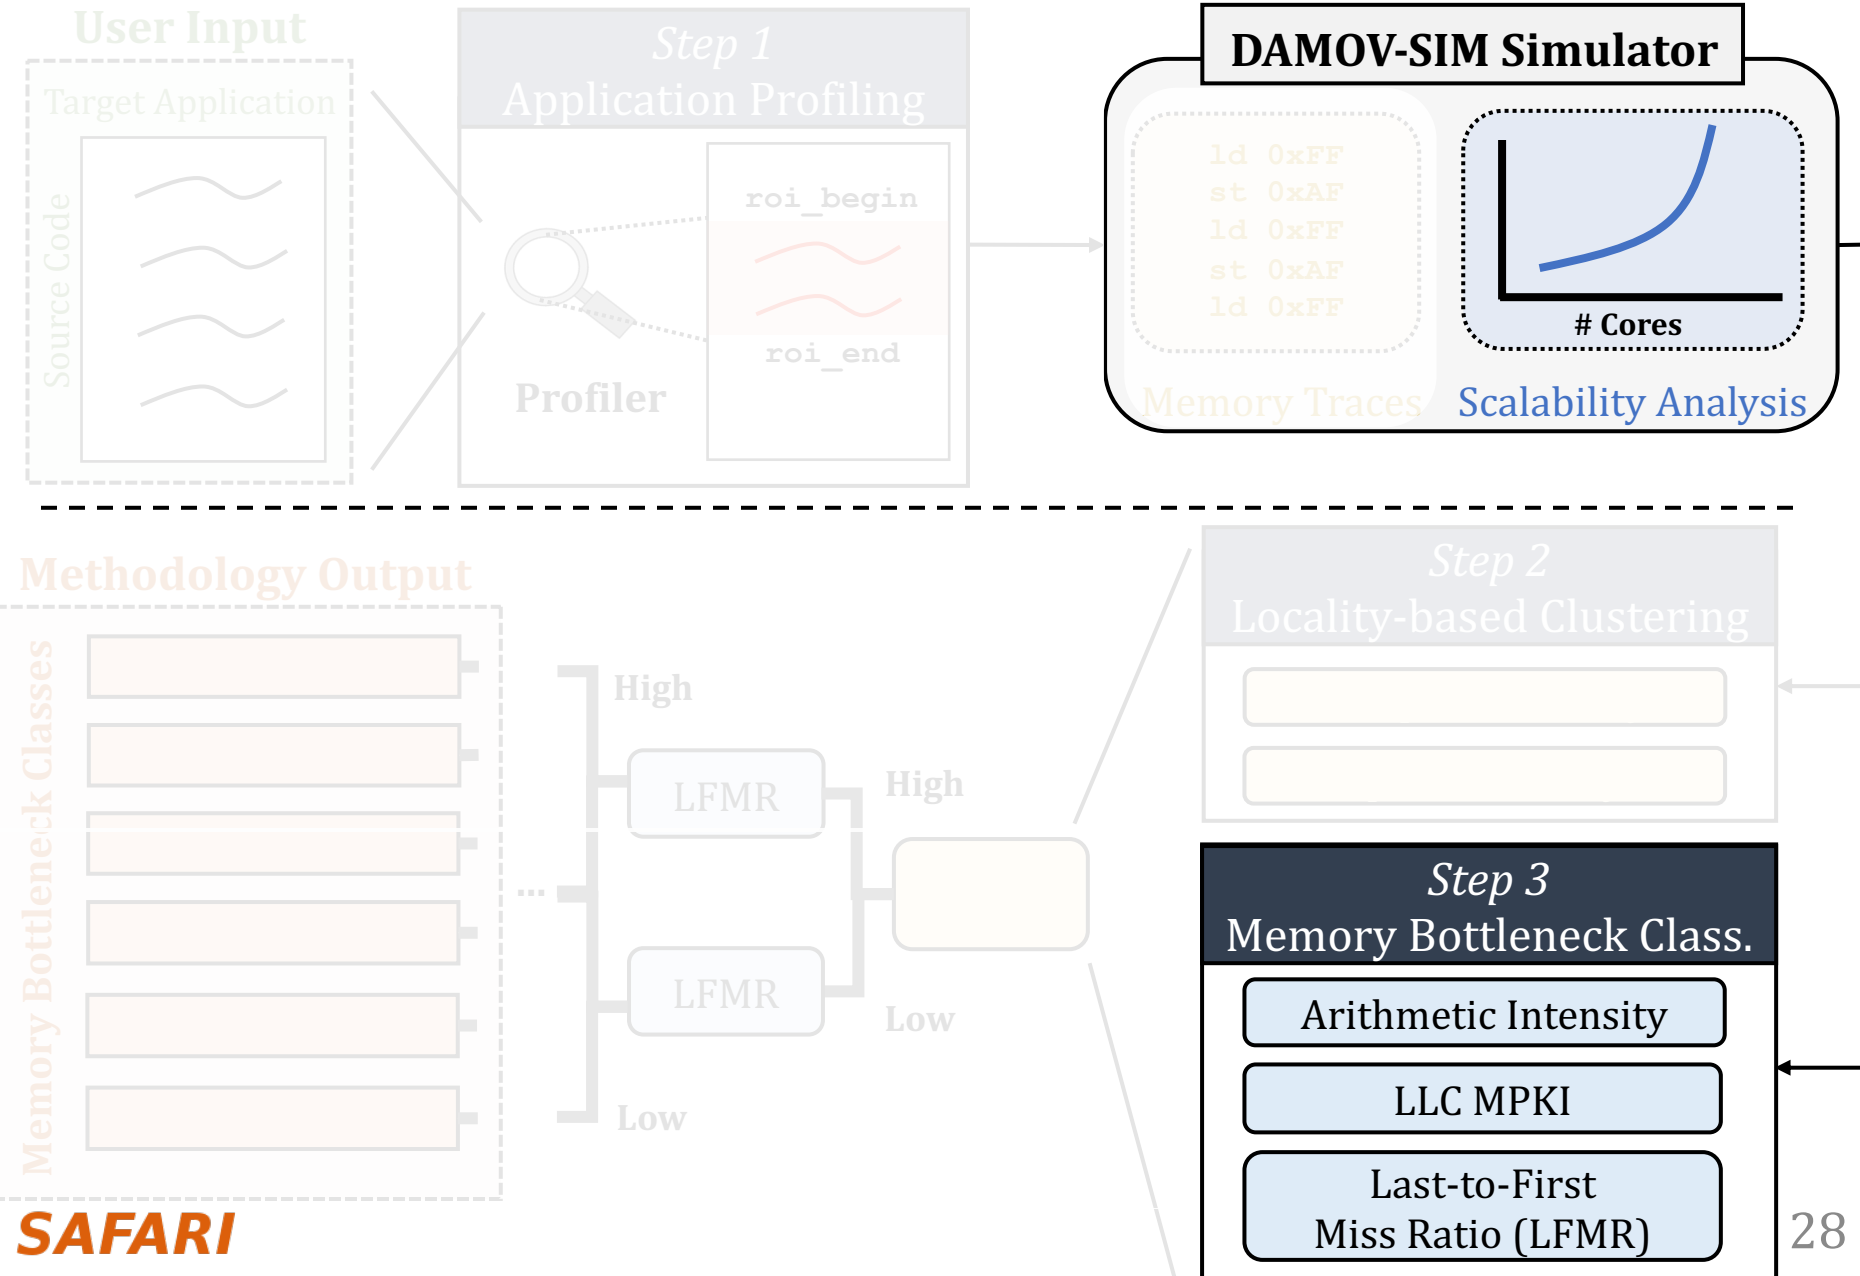 User Input
Target Application
Source Code
Step 1
Application Profiling
roi_begin
roi_end
Profiler
DAMOV-SIM Simulator
ld 0xFF
st 0xAF
ld 0xFF
st 0xAF
ld 0xFF
Memory Traces
# Cores
Scalability Analysis
Methodology Output
Memory Bottleneck Classes
...
High
LFMR
LFMR
Low
High
Low
Step 2
Locality-based Clustering
Step 3
Memory Bottleneck Class.
Arithmetic Intensity
LLC MPKI
Last-to-First
Miss Ratio (LFMR)
SAFARI
28